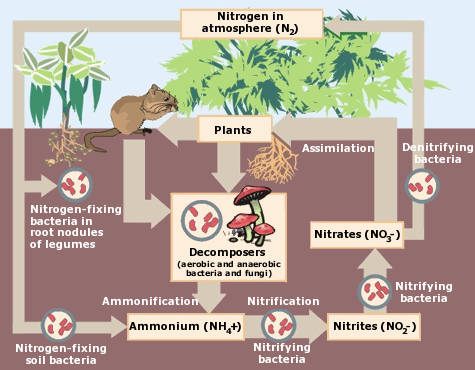 Nitrogen in
atmosphere (N₂)
Plants
Assimilation
Denitrifying
bacteria
Nitrogen-fixing
bacteria in
root nodules
of legumes
Decomposers
(aerobic and anaerobic
bacteria and fungi)
Nitrates (NO₃-)
Ammonification
Nitrification
Nitrifying
bacteria
Ammonium (NH₄+)
Nitrites (NO₂-)
Nitrogen-fixing
soil bacteria
Nitrifying
bacteria